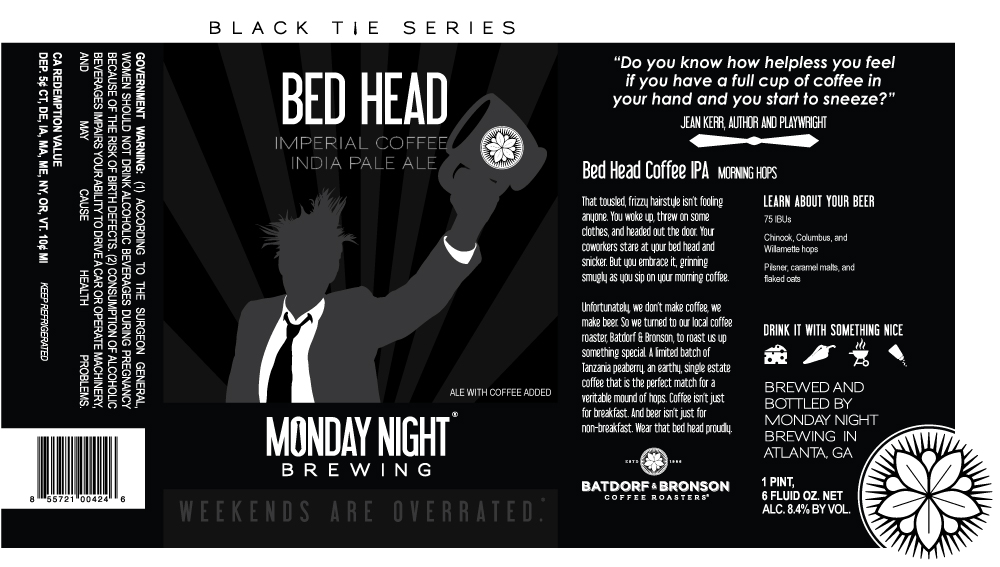 BLACK TIE SERIES
GOVERNMENT WARNING: (1) ACCORDING TO THE SURGEON GENERAL,
WOMEN SHOULD NOT DRINK ALCOHOLIC BEVERAGES DURING PREGNANCY
BECAUSE OF THE RISK OF BIRTH DEFECTS. (2) CONSUMPTION OF ALCOHOLIC
BEVERAGES IMPAIRS YOUR ABILITY TO DRIVE A CAR OR OPERATE MACHINERY,
AND MAY CAUSE HEALTH PROBLEMS.
CA REDEMPTION VALUE
DEP. 5¢ CT, DE, IA, MA, ME, NY, OR, VT. 10¢ MI KEEP REFRIGERATED
8 55721 00424 6
BED HEAD
IMPERIAL COFFEE
INDIA PALE ALE
ALE WITH COFFEE ADDED
MONDAY NIGHT®
BREWING
WEEKENDS ARE OVERRATED.®
“Do you know how helpless you feel
if you have a full cup of coffee in
your hand and you start to sneeze?”
JEAN KERR, AUTHOR AND PLAYWRIGHT
Bed Head Coffee IPA MORNING HOPS
That tousled, frizzy hairstyle isn't fooling
anyone. You woke up, threw on some
clothes, and headed out the door. Your
coworkers stare at your bed head and
snicker. But you embrace it, grinning
smugly as you sip on your morning coffee.
Unfortunately, we don't make coffee, we
make beer. So we turned to our local coffee
roaster, Batdorf & Bronson, to roast us up
something special. A limited batch of
Tanzania peaberry, an earthy, single estate
coffee that is the perfect match for a
veritable mound of hops. Coffee isn't just
for breakfast. And beer isn't just for
non-breakfast. Wear that bed head proudly.
ESTD 1986
BATDORF & BRONSON
COFFEE ROASTERS®
LEARN ABOUT YOUR BEER
75 IBUs
Chinook, Columbus, and
Willamette hops
Pilsner, caramel malts, and
flaked oats
DRINK IT WITH SOMETHING NICE
BREWED AND
BOTTLED BY
MONDAY NIGHT
BREWING IN
ATLANTA, GA
1 PINT,
6 FLUID OZ. NET
ALC. 8.4% BY VOL.